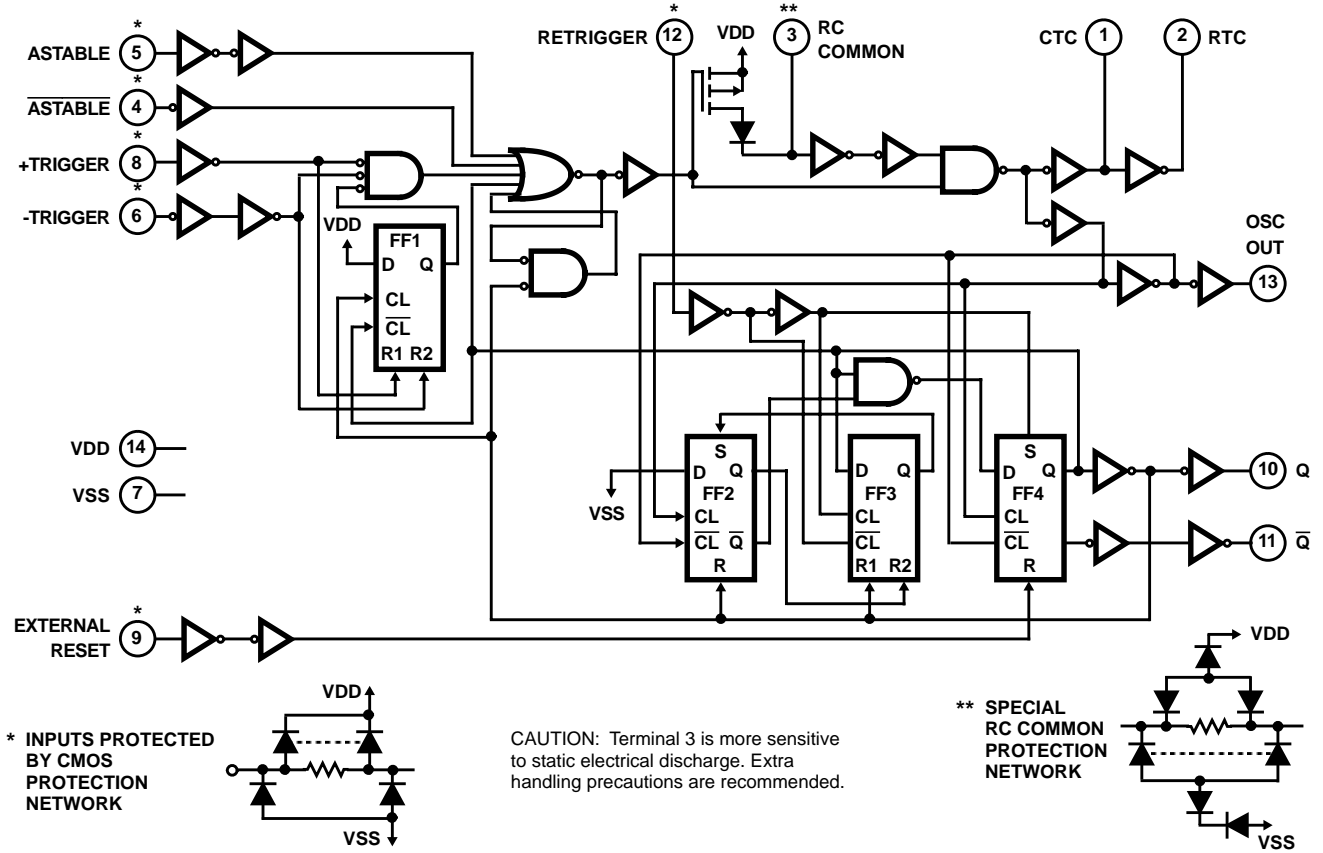 *
ASTABLE 5
*
ASTABLE 4
*
+TRIGGER 8
*
-TRIGGER 6
*
RETRIGGER 12
VDD
**
3 RC
COMMON
CTC 1
2 RTC
OSC
OUT
13
VDD
FF1
D Q
CL
CL
R1 R2
VDD 14
VSS 7
VSS
S
D Q
FF2
CL
CL Q
R
D Q
FF3
CL
CL
R1 R2
S
D Q
FF4
CL
CL
R
10 Q
11 Q
*
EXTERNAL
RESET
9
* INPUTS PROTECTED
BY CMOS
PROTECTION
NETWORK
VDD
VSS
CAUTION: Terminal 3 is more sensitive
to static electrical discharge. Extra
handling precautions are recommended.
** SPECIAL
RC COMMON
PROTECTION
NETWORK
VDD
VSS